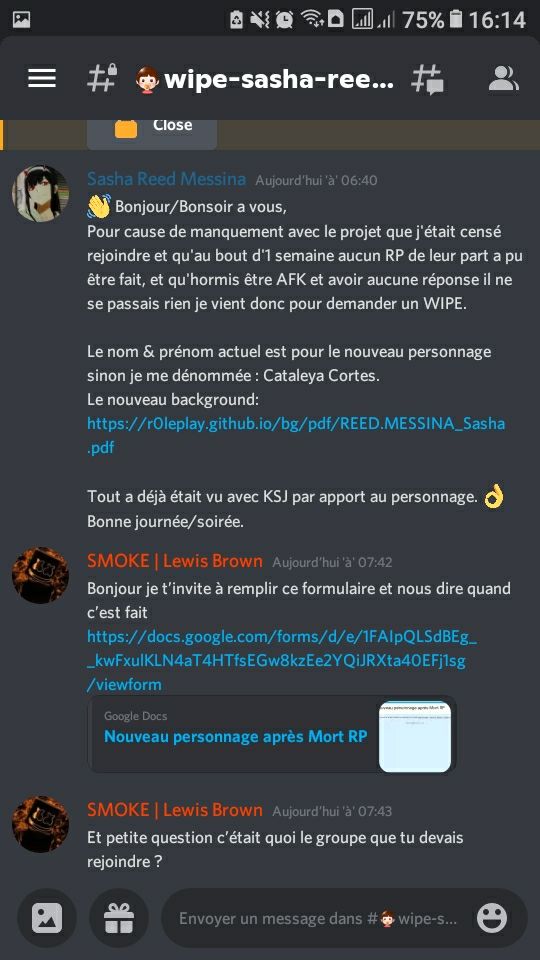 75% 16:14
wipe-sasha-ree...
Close
Sasha Reed Messina Aujourd'hui 'à' 06:40
👋 Bonjour/Bonsoir a vous,
Pour cause de manquement avec le projet que j'était censé
rejoindre et qu'au bout d'1 semaine aucun RP de leur part a pu
être fait, et qu'hormis être AFK et avoir aucune réponse il ne
se passais rien je vient donc pour demander un WIPE.
Le nom & prénom actuel est pour le nouveau personnage
sinon je me dénommée : Cataleya Cortes.
Le nouveau background:
https://r0leplay.github.io/bg/pdf/REED.MESSINA_Sasha
.pdf
Tout a déjà était vu avec KSJ par apport au personnage. 👌
Bonne journée/soirée.
SMOKE | Lewis Brown Aujourd'hui 'à' 07:42
Bonjour je t'invite à remplir ce formulaire et nous dire quand
c'est fait
https://docs.google.com/forms/d/e/1FAIpQLSdBEg_
_kwFxulKLN4aT4HTfsEGw8kzEe2YQiJRXta40EFj1sg
/viewform
Google Docs
Nouveau personnage après Mort RP
SMOKE | Lewis Brown Aujourd'hui 'à' 07:43
Et petite question c'était quoi le groupe que tu devais
rejoindre ?
Envoyer un message dans #wipe-s...